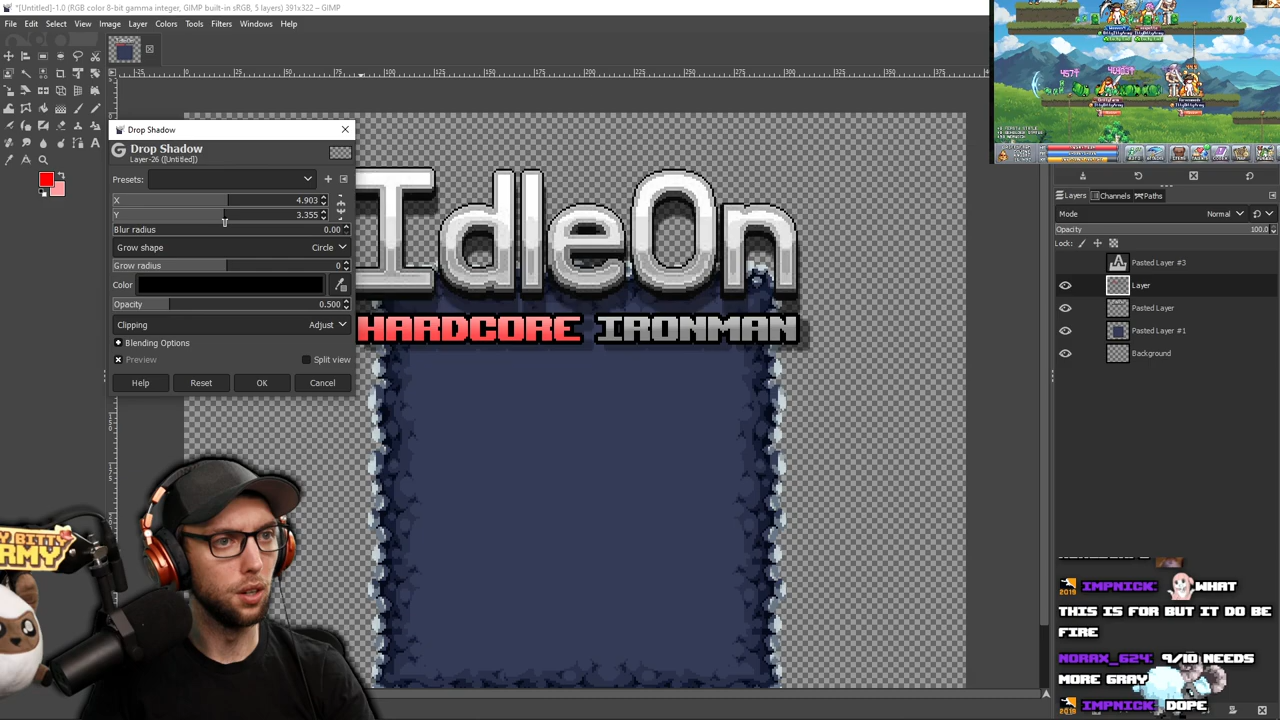 *[Untitled]-1.0 (RGB color 8-bit gamma integer, GIMP built-in sRGB, 5 layers) 391x322 – GIMP
File Edit Select View Image Layer Colors Tools Filters Windows Help
Drop Shadow
Drop Shadow
Layer-26 ([Untitled])
Presets:
X 4.903
Y 3.355
Blur radius 0.00
Grow shape Circle
Grow radius 0
Color
Opacity 0.500
Clipping Adjust
Blending Options
Preview Split view
Help Reset OK Cancel
IdleOn
HARDCORE IRONMAN
Layers Channels Paths
Mode Normal
Opacity 100.0
Lock:
Pasted Layer #3
Layer
Pasted Layer
Pasted Layer #1
Background
IMPNICK: WHAT
THIS IS FOR BUT IT DO BE
FIRE
NORAX_624: 9/10 NEEDS
MORE GRAY
IMPNICK: DOPE
Y BITTY
ARMY